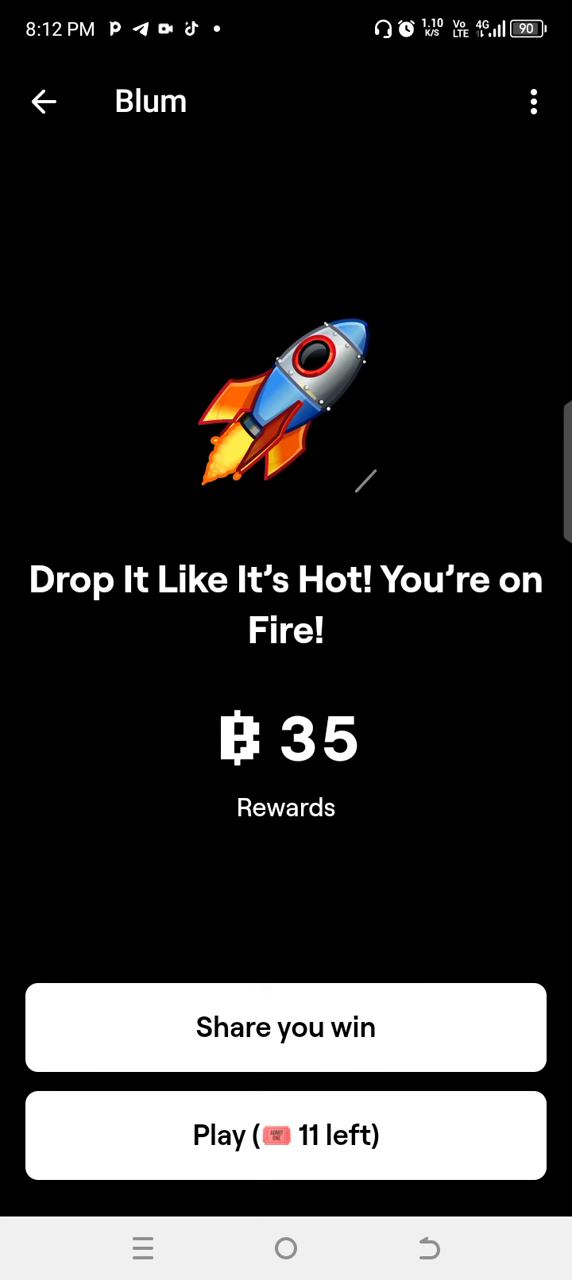 8:12 PM 1.10 K/S Vo LTE 4G 90
Blum
Drop It Like It’s Hot! You’re on
Fire!
35
Rewards
Share you win
Play (🎟 11 left)